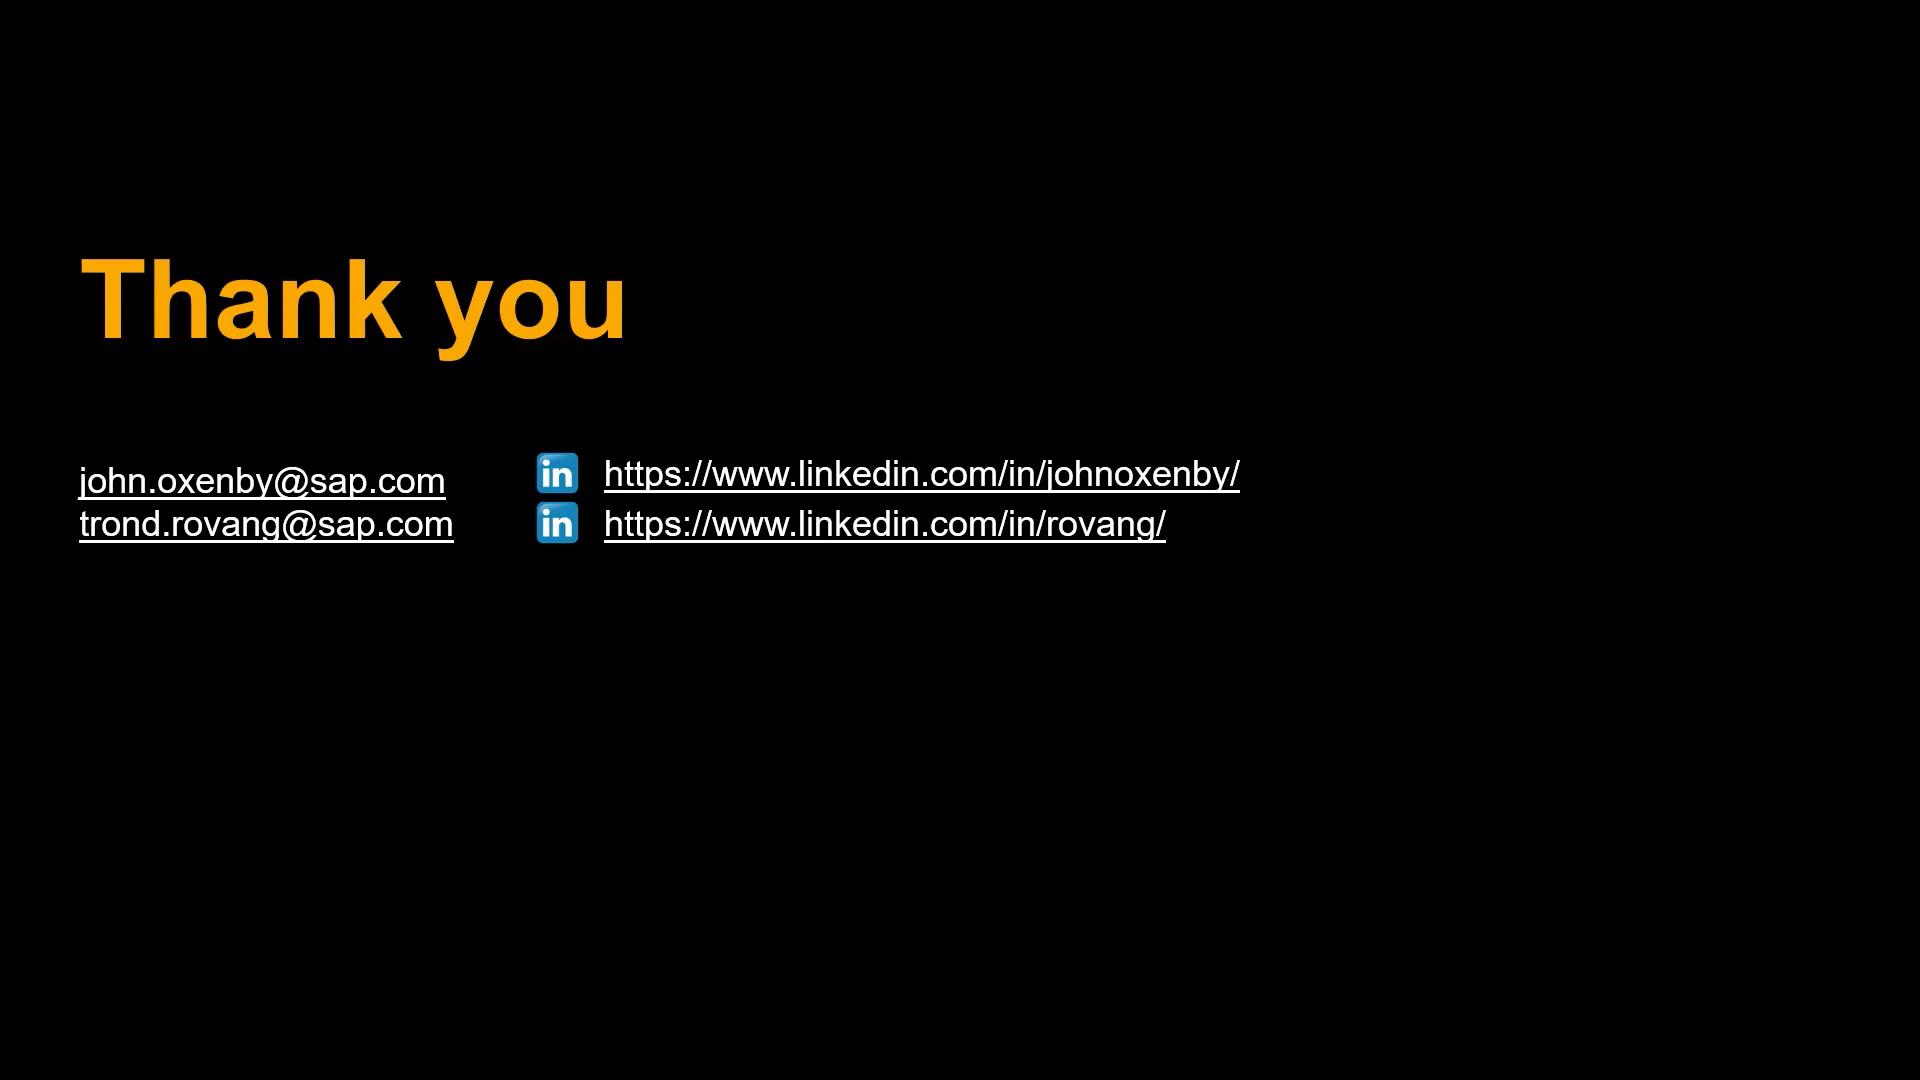 Thank you
john.oxenby@sap.com
in https://www.linkedin.com/in/johnoxenby/
trond.rovang@sap.com
in https://www.linkedin.com/in/rovang/